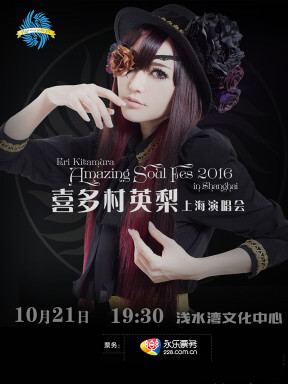 Eri Kitamura
Amazing Soul Fes 2016
in Shanghai
喜多村英梨 上海演唱会
10月21日 19:30 浅水湾文化中心
票务:
永乐票务
228.com.cn